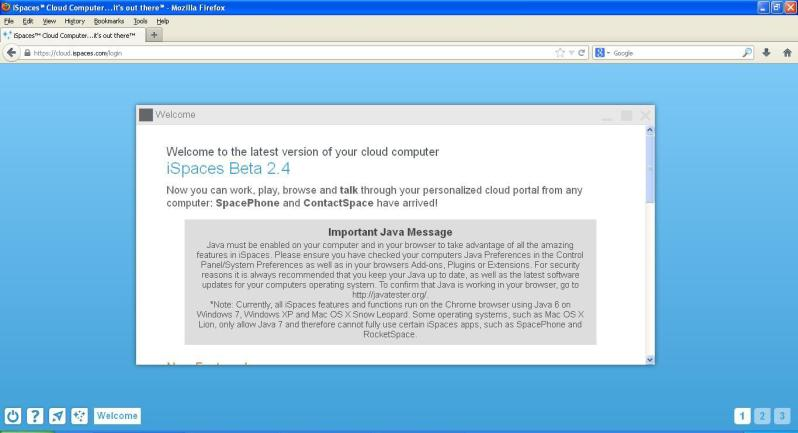 iSpaces™ Cloud Computer...it's out there™ - Mozilla Firefox
File Edit View History Bookmarks Tools Help
iSpaces™ Cloud Computer...it's out there™ +
https://cloud.ispaces.com/login Google
Welcome
Welcome to the latest version of your cloud computer
iSpaces Beta 2.4
Now you can work, play, browse and talk through your personalized cloud portal from any
computer: SpacePhone and ContactSpace have arrived!
Important Java Message
Java must be enabled on your computer and in your browser to take advantage of all the amazing
features in iSpaces. Please ensure you have checked your computers Java Preferences in the Control
Panel/System Preferences as well as in your browsers Add-ons, Plugins or Extensions. For security
reasons it is always recommended that you keep your Java up to date, as well as the latest software
updates for your computers operating system. To confirm that Java is working in your browser, go to
http://javatester.org/.
*Note: Currently, all iSpaces features and functions run on the Chrome browser using Java 6 on
Windows 7, Windows XP and Mac OS X Snow Leopard. Some operating systems, such as Mac OS X
Lion, only allow Java 7 and therefore cannot fully use certain iSpaces apps, such as SpacePhone and
RocketSpace.
? Welcome 1 2 3